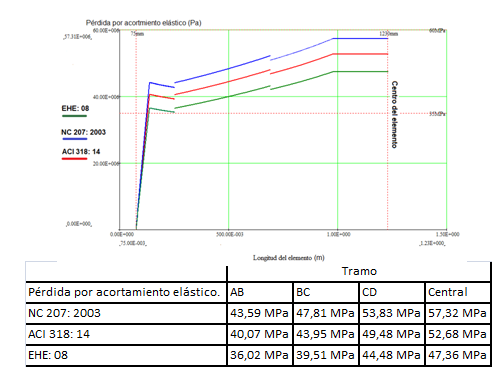 Pérdida por acortmiento elástico (Pa)
60.00E+006
75mm
1230mm
60MPa
57.31E+006
40.00E+006
35MPa
20.00E+006
0.00E+000
EHE: 08
NC 207: 2003
ACI 318: 14
Centro del elemento
0.00E+000
500.00E-003
1.00E+000
1.50E+000
75.00E-003
1.23E+000
Longitud del elemento (m)
Tramo
Pérdida por acortamiento elástico. AB BC CD Central
NC 207: 2003 43,59 MPa 47,81 MPa 53,83 MPa 57,32 MPa
ACI 318: 14 40,07 MPa 43,95 MPa 49,48 MPa 52,68 MPa
EHE: 08 36,02 MPa 39,51 MPa 44,48 MPa 47,36 MPa